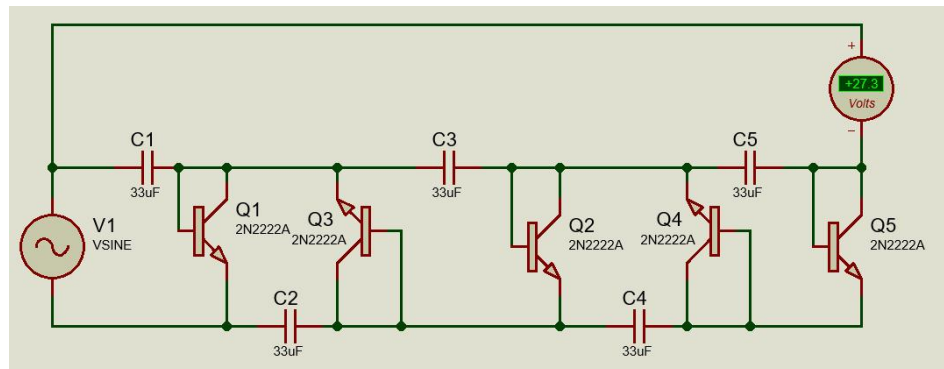 +
+27.3
Volts
−
C1
33uF
C3
33uF
C5
33uF
V1
VSINE
Q1
2N2222A
Q3
2N2222A
Q2
2N2222A
Q4
2N2222A
Q5
2N2222A
C2
33uF
C4
33uF